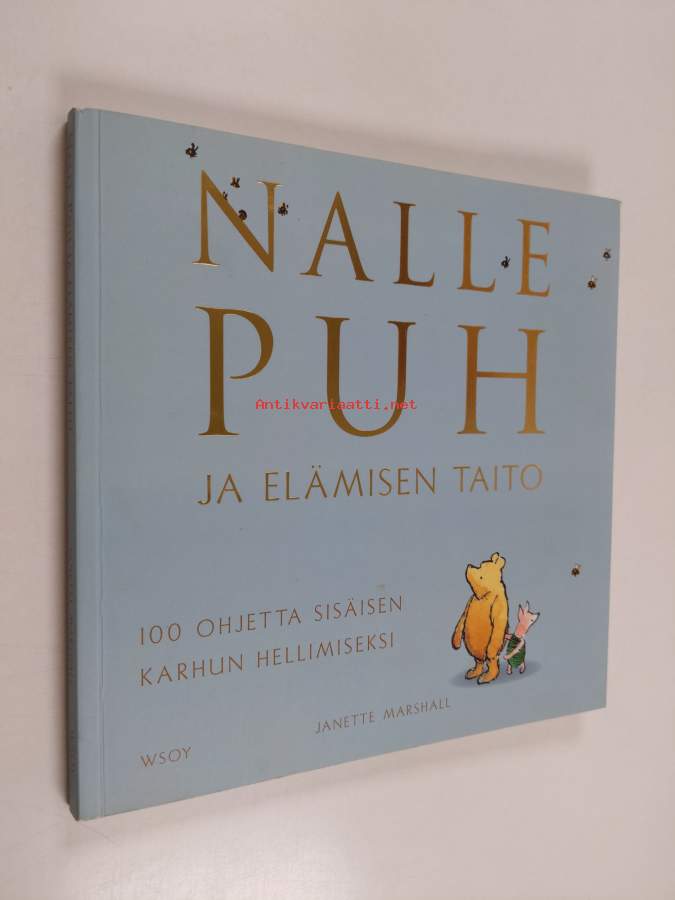 NALLE
PUH
Antikvariaatti.net
JA ELÄMISEN TAITO
100 OHJETTA SISÄISEN
KARHUN HELLIMISEKSI
JANETTE MARSHALL
WSOY